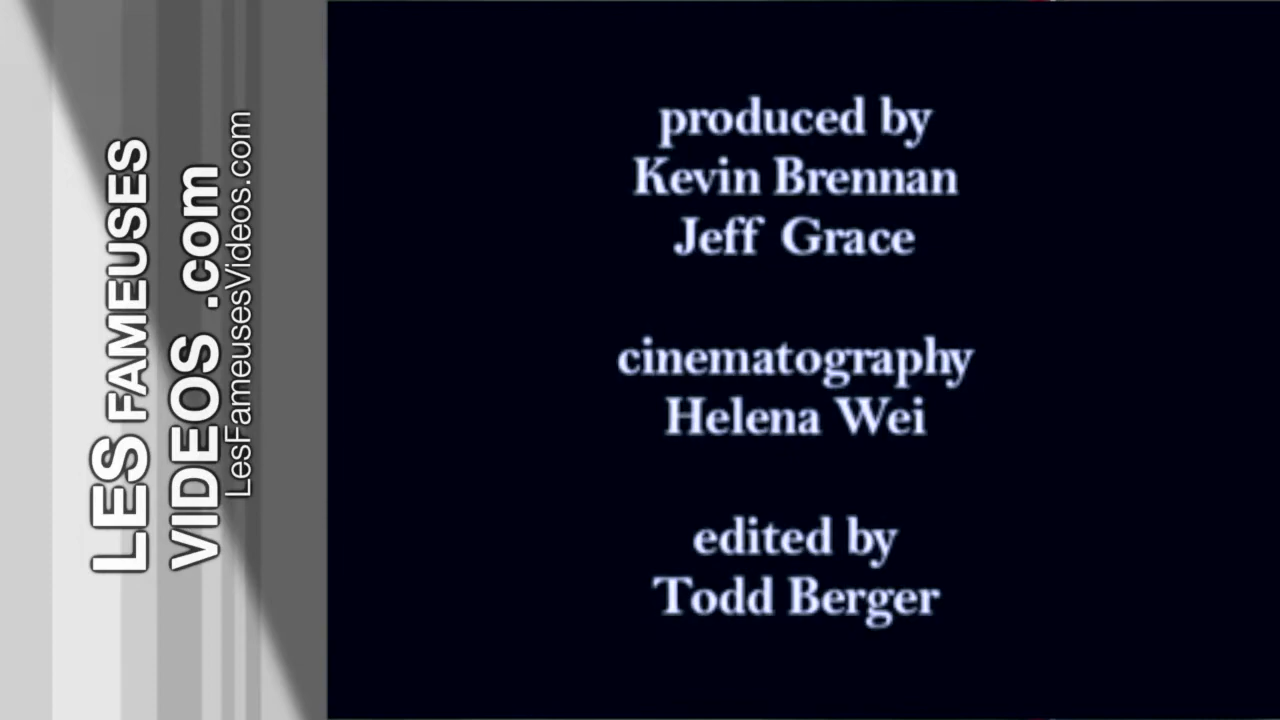 LES FAMEUSES
VIDEOS .com
LesFameusesVideos.com
produced by
Kevin Brennan
Jeff Grace
cinematography
Helena Wei
edited by
Todd Berger